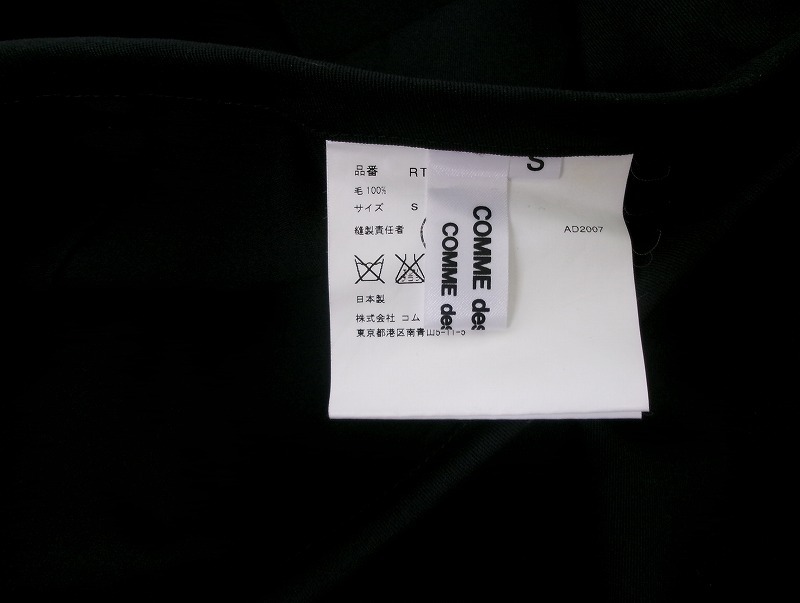 品番 RT
S
毛 100%
サイズ S
縫製責任者
AD2007
COMME des
COMME des
日本製
株式会社 コム
東京都港区南青山5-11-5